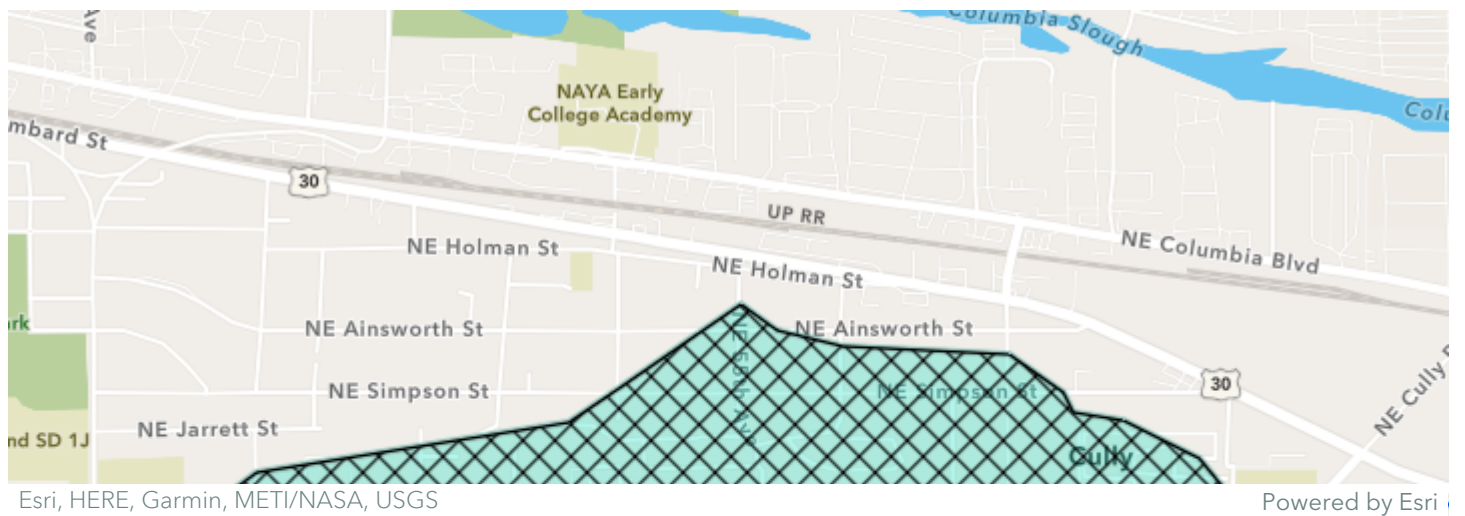 Ave
Columbia Slough
NAYA Early
College Academy
Colu
mbard St
30
UP RR
NE Holman St
NE Columbia Blvd
NE Holman St
rk
NE Ainsworth St
NE Ainsworth St
NE Simpson St
NE Simpson St
30
NE Cully
NE Jarrett St
nd SD 1J
Cully
Esri, HERE, Garmin, METI/NASA, USGS
Powered by Esri